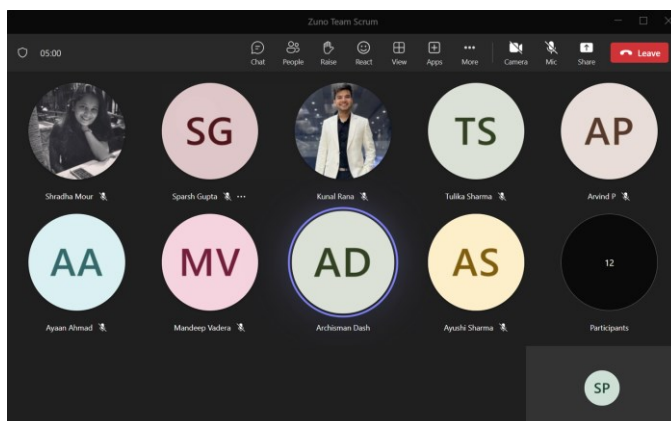 Zuno Team Scrum
05:00 Chat People Raise React View Apps More Camera Mic Share Leave
SG TS AP
Shradha Mour Sparsh Gupta Kunal Rana Tulika Sharma Arvind P
AA MV AD AS 12
Ayaan Ahmad Mandeep Vadera Archisman Dash Ayushi Sharma Participants
SP